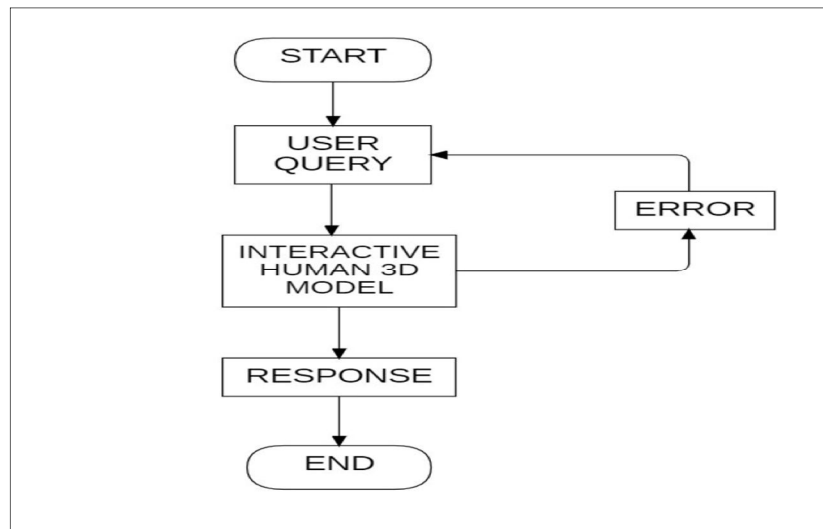 START
USER
QUERY
ERROR
INTERACTIVE
HUMAN 3D
MODEL
RESPONSE
END